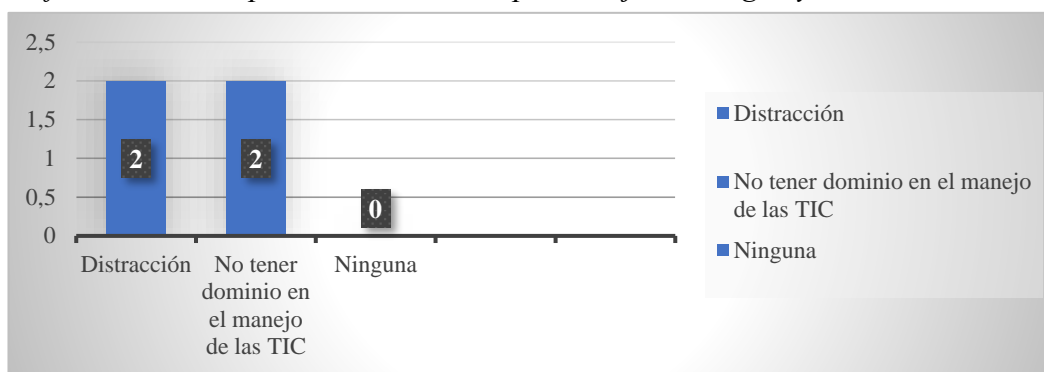 2,5
2
1,5
1
0,5
0
2
2
0
Distracción
No tener
dominio en
el manejo
de las TIC
Ninguna
Distracción
No tener dominio en el manejo
de las TIC
Ninguna